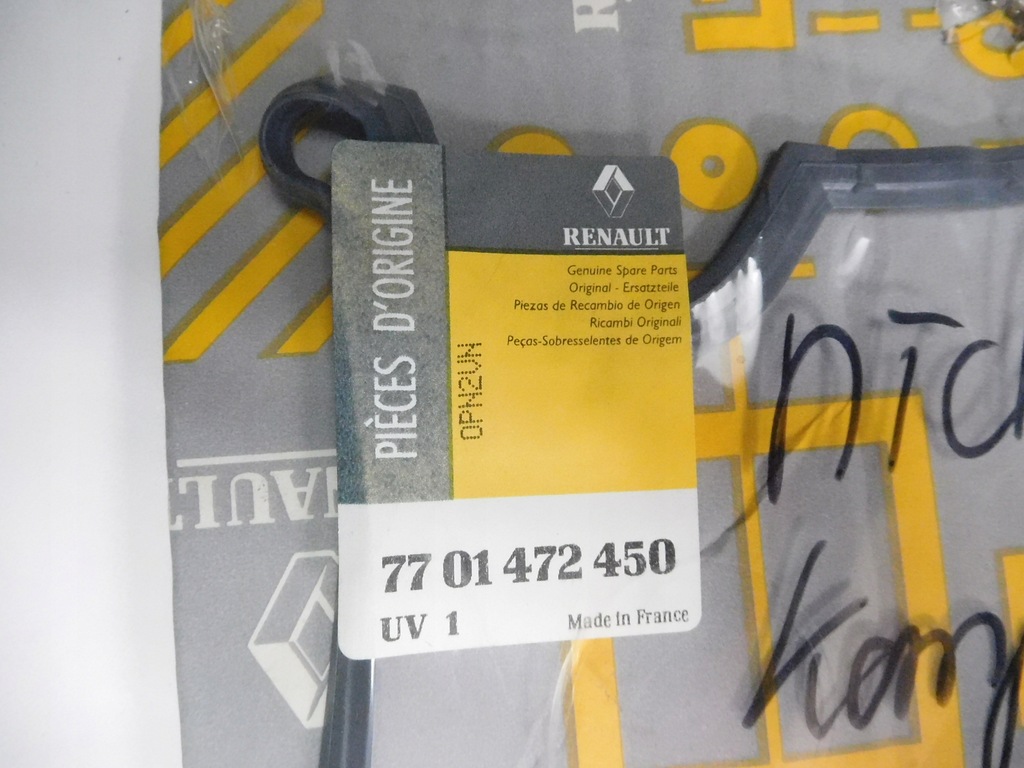 PIÈCES D'ORIGINE
RENAULT
Genuine Spare Parts
Original - Ersatzteile
Piezas de Recambio de Origen
Ricambi Originali
Peças-Sobresselentes de Origem
0PW2VW
77 01 472 450
UV 1
Made in France